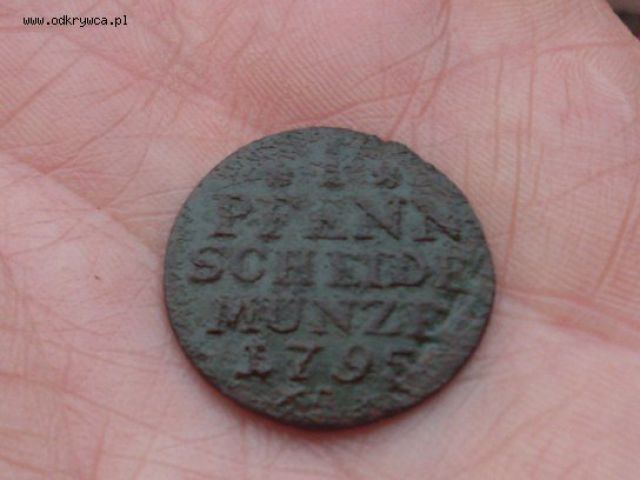 www.odkrywca.pl
* I *
PFENN
SCHEIDE
MUNZE
1795